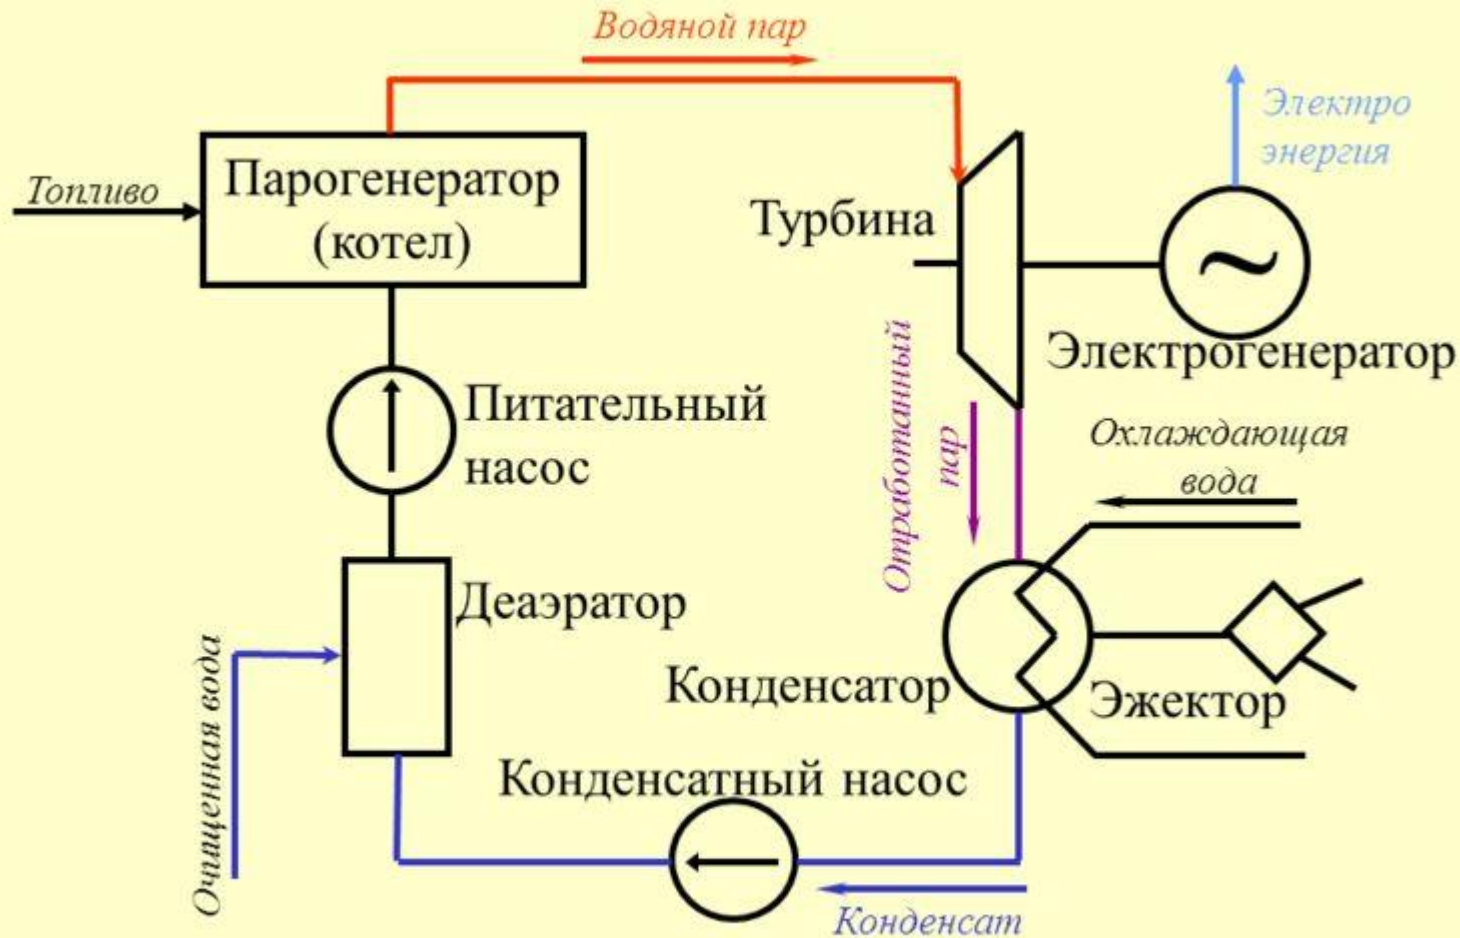 Водяной пар
Электро
энергия
Топливо
Парогенератор
(котел)
Турбина
~
Электрогенератор
Питательный
насос
Отработанный
пар
Охлаждающая
вода
Деаэратор
Очищенная вода
Конденсатор
Эжектор
Конденсатный насос
Конденсат